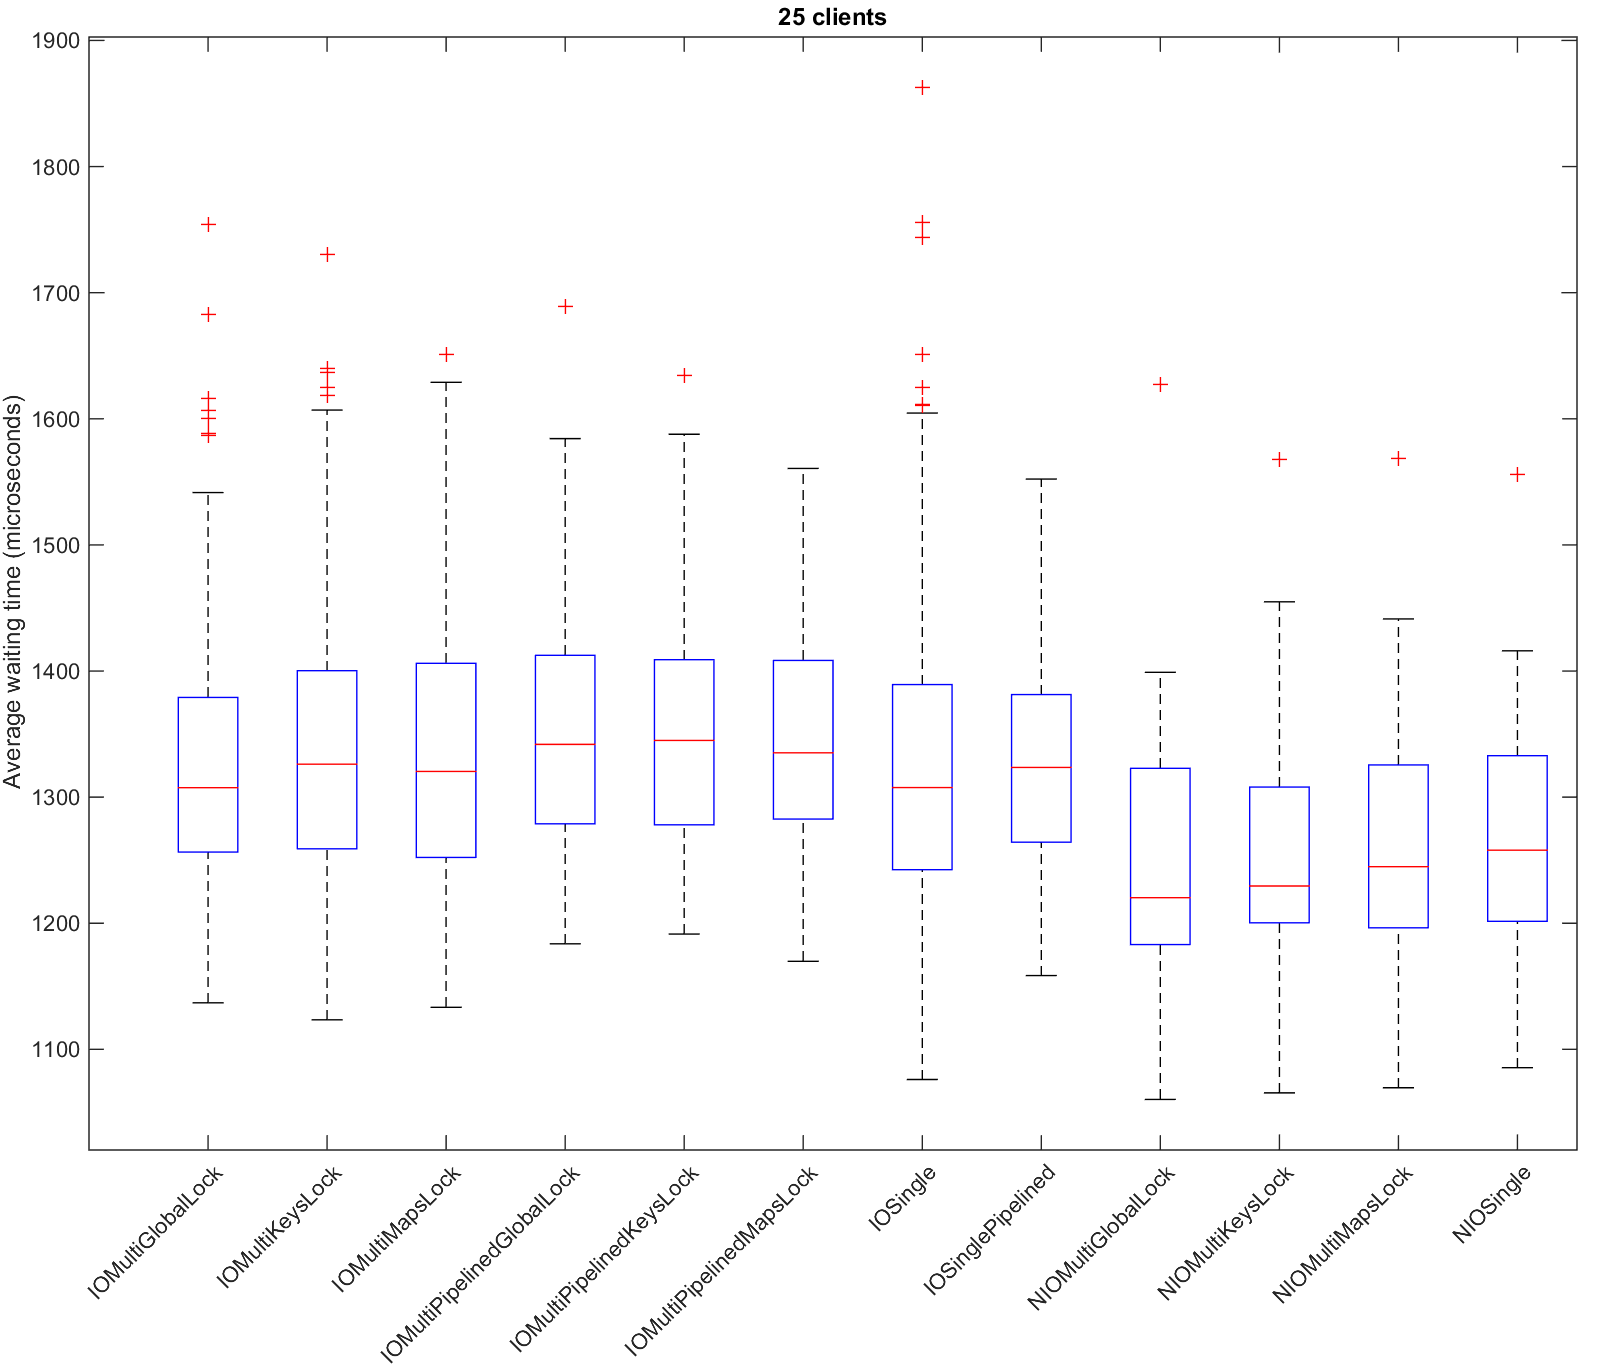 25 clients
Average waiting time (microseconds)
1900
1800
1700
1600
1500
1400
1300
1200
1100
IOMultiGlobalLock
IOMultiKeysLock
IOMultiMapsLock
IOMultiPipelinedGlobalLock
IOMultiPipelinedKeysLock
IOMultiPipelinedMapsLock
IOSingle
IOSinglePipelined
NIOMultiGlobalLock
NIOMultiKeysLock
NIOMultiMapsLock
NIOSingle